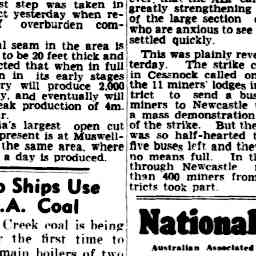 st step was taken in
ct yesterday when re-
f overburden com-
al seam in the area is
to be 20 feet thick and
cted that when in full
n in its early stages
ry will produce 2,000
y, and eventually will
eak production of 4m.
r.
ia's largest open cut
present is at Muswell-
the same area, where
a day is produced.
o Ships Use
.A. Coal
Creek coal is being
r the first time to
main boilers of two
greatly strengthening
of the large section
who are anxious to see
settled quickly.
This was plainly reve
terday. The strike c
in Cessnock called on
the 11 miners' lodges i
trict to send a bus
miners to Newcastle
a mass demonstration
of the strike. But the
was so half-hearted t
five buses left and the
no means full. In t
through Newcastle
than 400 miners from
tricts took part.
National
Australian Associated